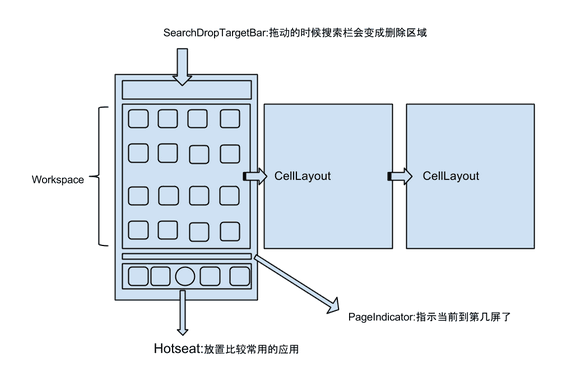 SearchDropTargetBar:拖动的时候搜索栏会变成删除区域
Workspace
CellLayout
CellLayout
PageIndicator:指示当前到第几屏了
Hotseat:放置比较常用的应用